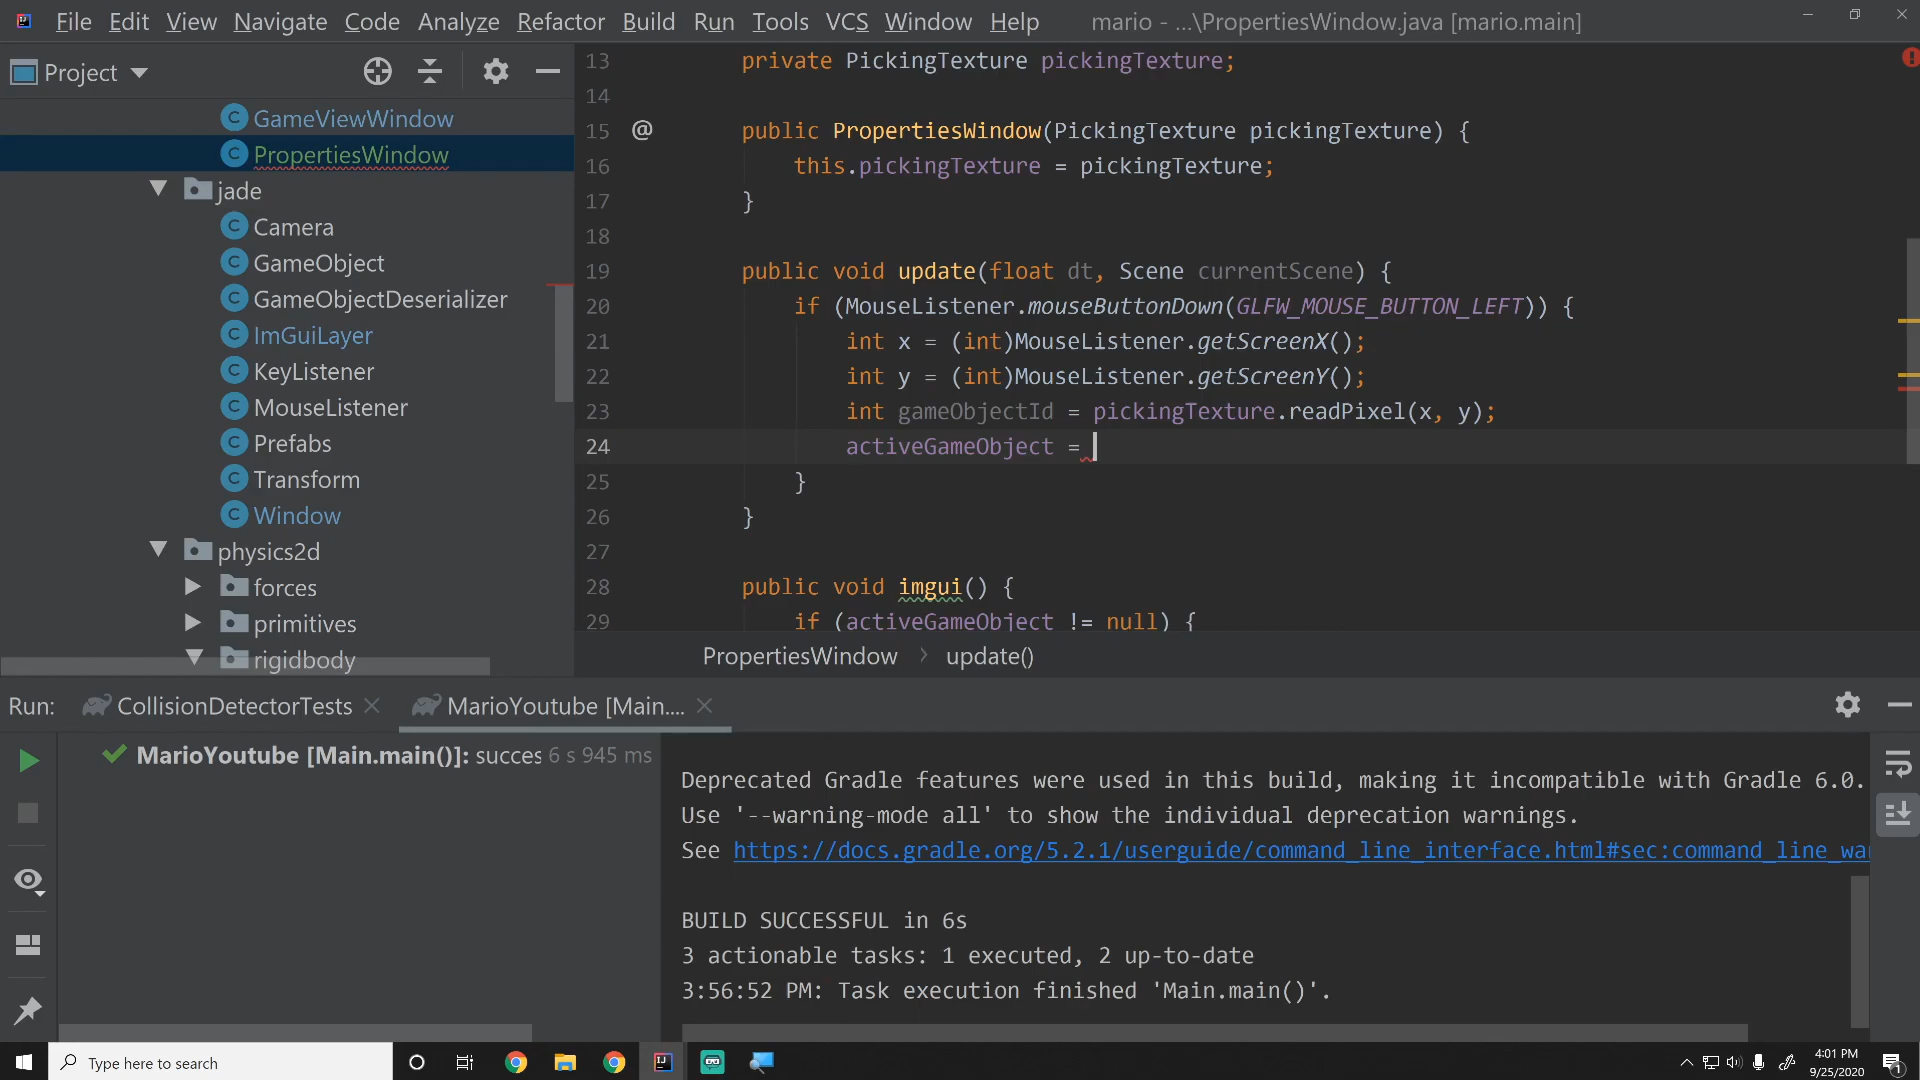 File Edit View Navigate Code Analyze Refactor Build Run Tools VCS Window Help mario - ...\PropertiesWindow.java [mario.main]
Project
GameViewWindow
PropertiesWindow
jade
Camera
GameObject
GameObjectDeserializer
ImGuiLayer
KeyListener
MouseListener
Prefabs
Transform
Window
physics2d
forces
primitives
rigidbody
13 private PickingTexture pickingTexture;
14
15 @ public PropertiesWindow(PickingTexture pickingTexture) {
16 this.pickingTexture = pickingTexture;
17 }
18
19 public void update(float dt, Scene currentScene) {
20 if (MouseListener.mouseButtonDown(GLFW_MOUSE_BUTTON_LEFT)) {
21 int x = (int)MouseListener.getScreenX();
22 int y = (int)MouseListener.getScreenY();
23 int gameObjectId = pickingTexture.readPixel(x, y);
24 activeGameObject =
25 }
26 }
27
28 public void imgui() {
29 if (activeGameObject != null) {
PropertiesWindow > update()
Run: CollisionDetectorTests MarioYoutube [Main....
MarioYoutube [Main.main()]: succes 6 s 945 ms
Deprecated Gradle features were used in this build, making it incompatible with Gradle 6.0.
Use '--warning-mode all' to show the individual deprecation warnings.
See https://docs.gradle.org/5.2.1/userguide/command_line_interface.html#sec:command_line_wa
BUILD SUCCESSFUL in 6s
3 actionable tasks: 1 executed, 2 up-to-date
3:56:52 PM: Task execution finished 'Main.main()'.
Type here to search
4:01 PM
9/25/2020
1